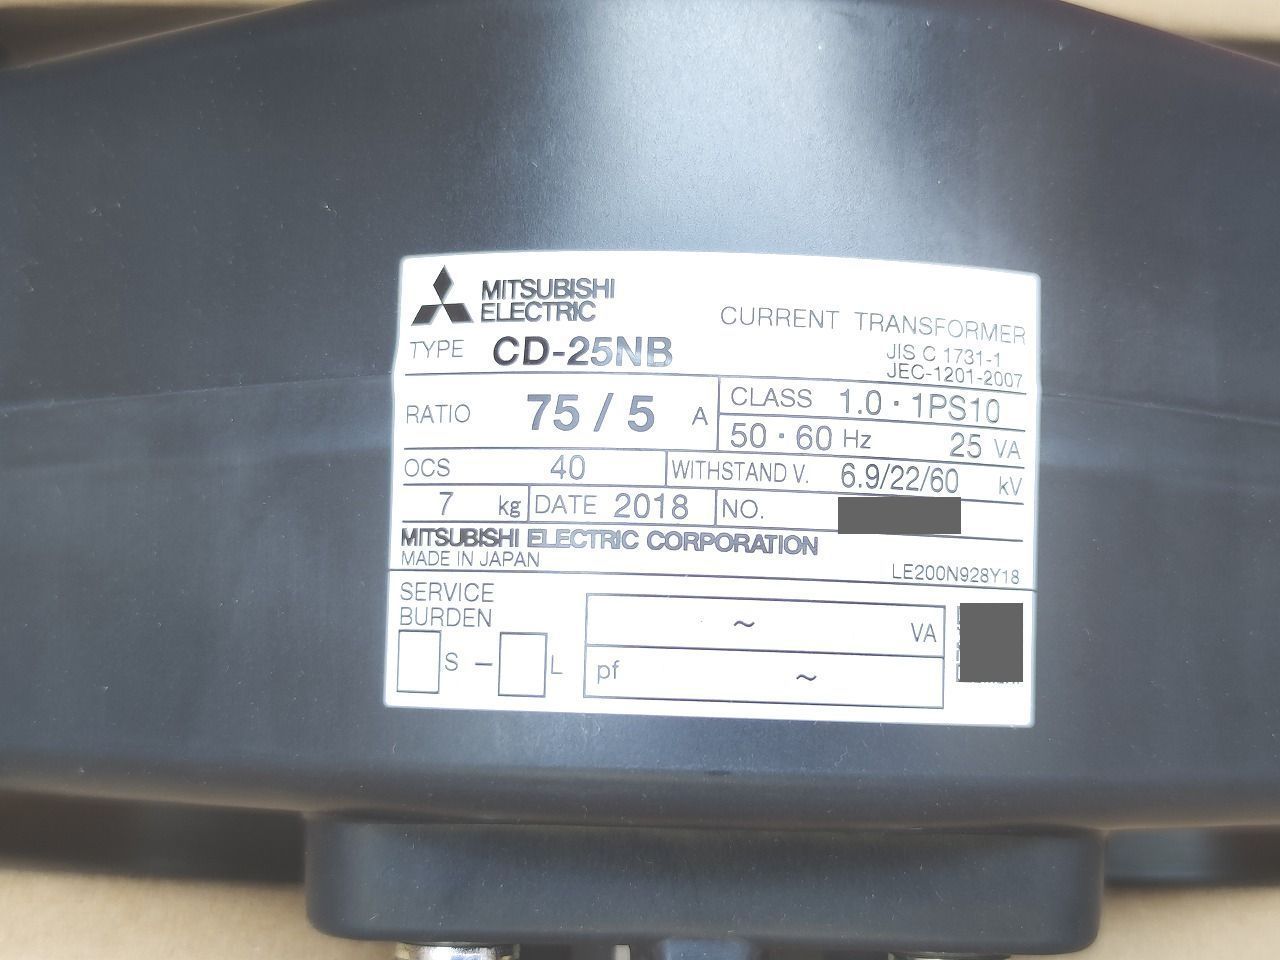 MITSUBISHI
ELECTRIC
CURRENT TRANSFORMER
TYPE CD-25NB
JIS C 1731-1
JEC-1201-2007
RATIO 75 / 5 A
CLASS 1.0・1PS10
50・60 Hz 25 VA
OCS 40 WITHSTAND V. 6.9/22/60 kV
7 kg DATE 2018 NO.
MITSUBISHI ELECTRIC CORPORATION
MADE IN JAPAN
LE200N928Y18
SERVICE
BURDEN
S – L
~ VA
pf ~